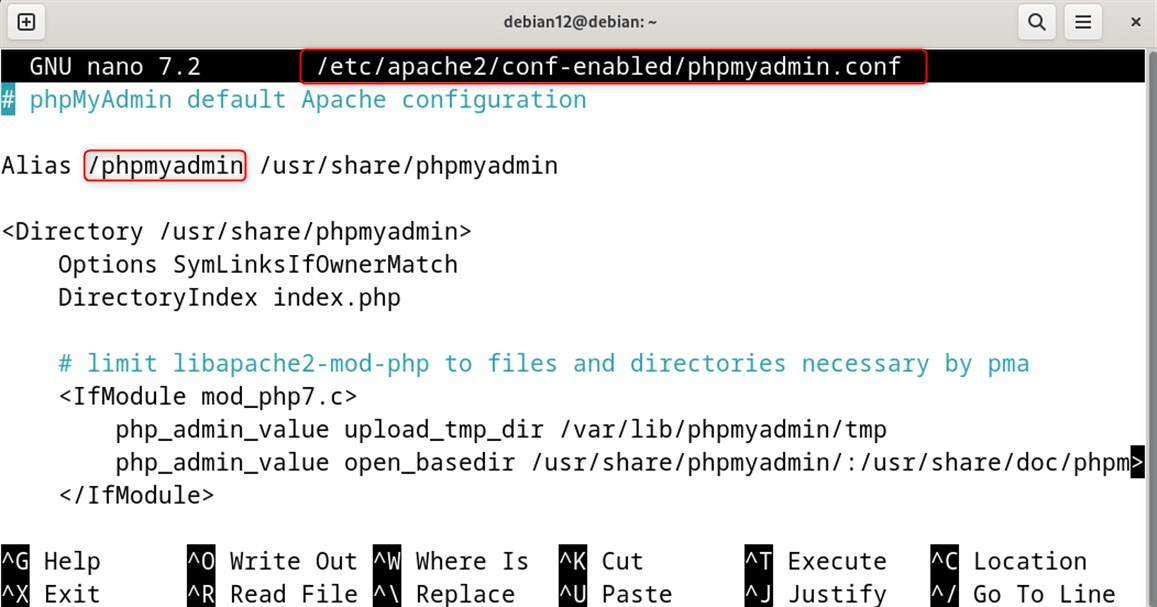 debian12@debian: ~
GNU nano 7.2 /etc/apache2/conf-enabled/phpmyadmin.conf
# phpMyAdmin default Apache configuration
Alias /phpmyadmin /usr/share/phpmyadmin
<Directory /usr/share/phpmyadmin>
    Options SymLinksIfOwnerMatch
    DirectoryIndex index.php
    # limit libapache2-mod-php to files and directories necessary by pma
    <IfModule mod_php7.c>
        php_admin_value upload_tmp_dir /var/lib/phpmyadmin/tmp
        php_admin_value open_basedir /usr/share/phpmyadmin/:/usr/share/doc/phpm>
    </IfModule>
^G Help ^O Write Out ^W Where Is ^K Cut ^T Execute ^C Location
^X Exit ^R Read File ^\ Replace ^U Paste ^J Justify ^/ Go To Line